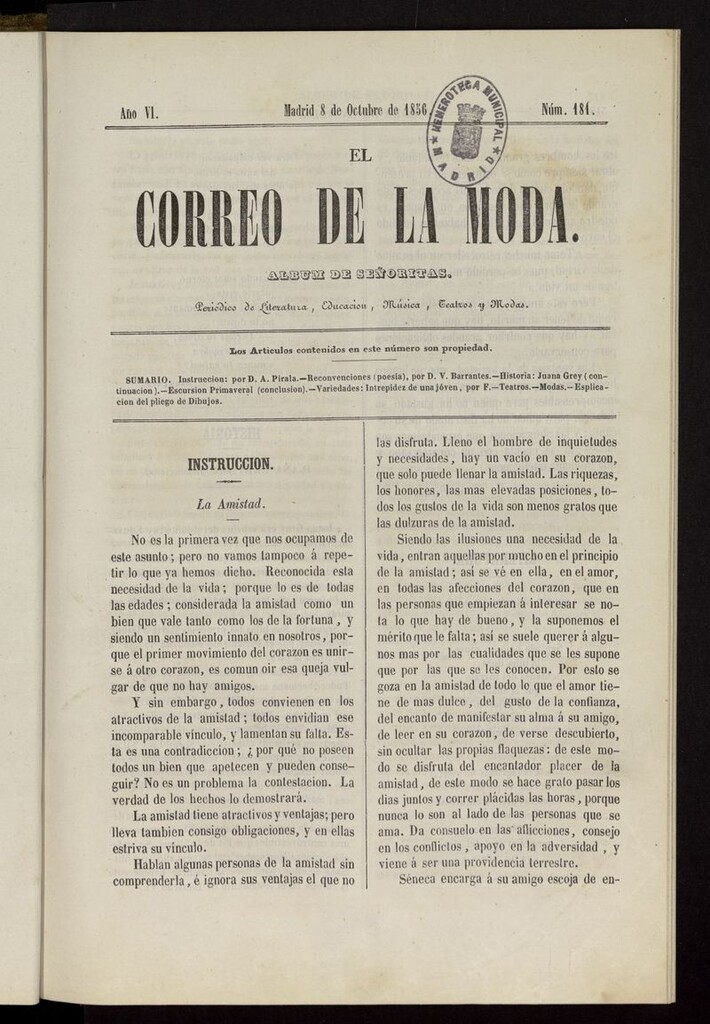 Año VI.
Madrid 8 de Octubre de 1856.
Núm. 181.
HEMEROTECA MUNICIPAL
★ MADRID ★
EL
CORREO DE LA MODA.
ALBUM DE SEÑORITAS.
Periódico de Literatura, Educacion, Música, Teatros y Modas.
Los Artículos contenidos en este número son propiedad.
SUMARIO. Instruccion: por D. A. Pirala.—Reconvenciones (poesia), por D. V. Barrantes.—Historia: Juana Grey (con-
tinuacion).—Escursion Primaveral (conclusion).—Variedades: Intrepidez de una jóven, por F.—Teatros.—Modas.—Esplica-
cion del pliego de Dibujos.
INSTRUCCION.
La Amistad.
No es la primera vez que nos ocupamos de
este asunto; pero no vamos tampoco á repe-
tir lo que ya hemos dicho. Reconocida esta
necesidad de la vida; porque lo es de todas
las edades; considerada la amistad como un
bien que vale tanto como los de la fortuna, y
siendo un sentimiento innato en nosotros, por-
que el primer movimiento del corazon es unir-
se á otro corazon, es comun oir esa queja vul-
gar de que no hay amigos.
Y sin embargo, todos convienen en los
atractivos de la amistad; todos envidian ese
incomparable vínculo, y lamentan su falta. Es-
ta es una contradiccion; ¿por qué no poseen
todos un bien que apetecen y pueden conse-
guir? No es un problema la contestacion. La
verdad de los hechos lo demostrará.
La amistad tiene atractivos y ventajas; pero
lleva tambien consigo obligaciones, y en ellas
estriva su vinculo.
Hablan algunas personas de la amistad sin
comprenderla, é ignora sus ventajas el que no
las disfruta. Lleno el hombre de inquietudes
y necesidades, hay un vacio en su corazon,
que solo puede llenar la amistad. Las riquezas,
los honores, las mas elevadas posiciones, to-
dos los gustos de la vida son menos gratos que
las dulzuras de la amistad.
Siendo las ilusiones una necesidad de la
vida, entran aquellas por mucho en el principio
de la amistad; asi se vé en ella, en el amor,
en todas las afecciones del corazon, que en
las personas que empiezan á interesar se no-
ta lo que hay de bueno, y la suponemos el
mérito que le falta; así se suele querer á algu-
nos mas por las cualidades que se les supone
que por las que se les conocen. Por esto se
goza en la amistad de todo lo que el amor tie-
ne de mas dulce, del gusto de la confianza,
del encanto de manifestar su alma á su amigo,
de leer en su corazon, de verse descubierto,
sin ocultar las propias flaquezas: de este mo-
do se disfruta del encantador placer de la
amistad, de este modo se hace grato pasar los
dias juntos y correr plácidas las horas, porque
nunca lo son al lado de las personas que se
ama. Da consuelo en las aflicciones, consejo
en los conflictos, apoyo en la adversidad, y
viene á ser una providencia terrestre.
Séneca encarga á su amigo escoja de en-